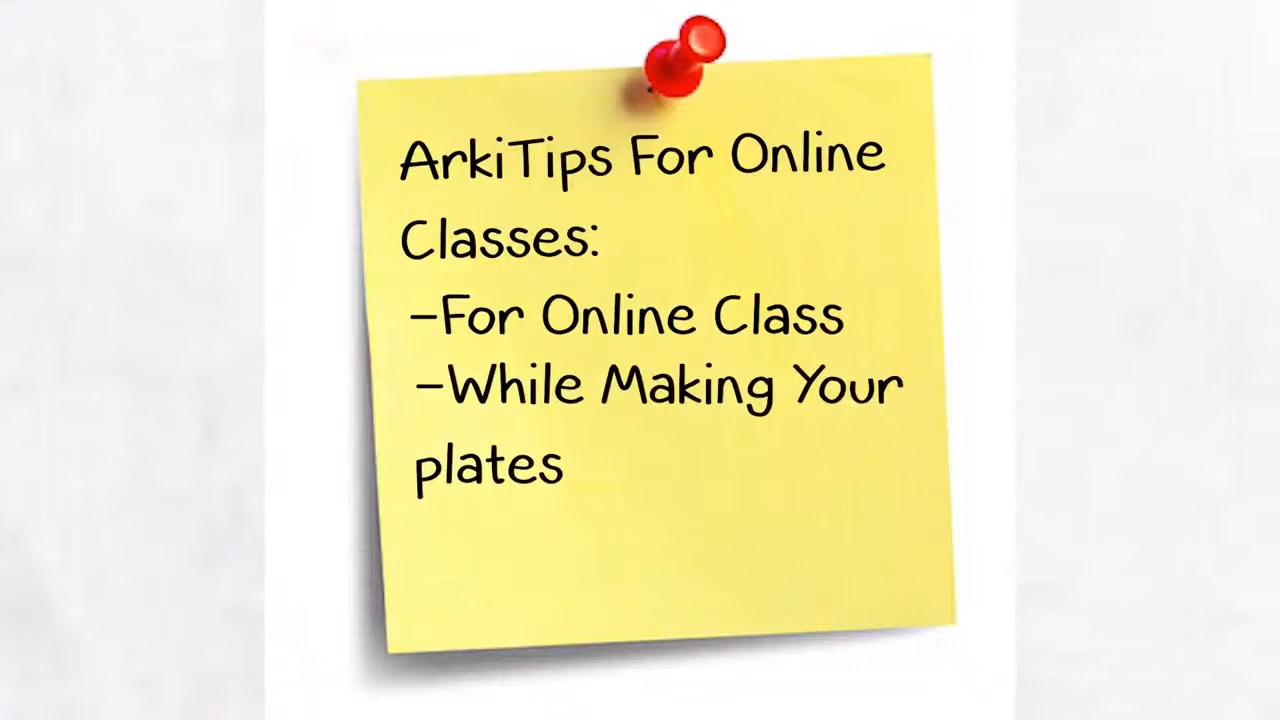 ArkiTips For Online
Classes:
-For Online Class
-While Making Your
plates